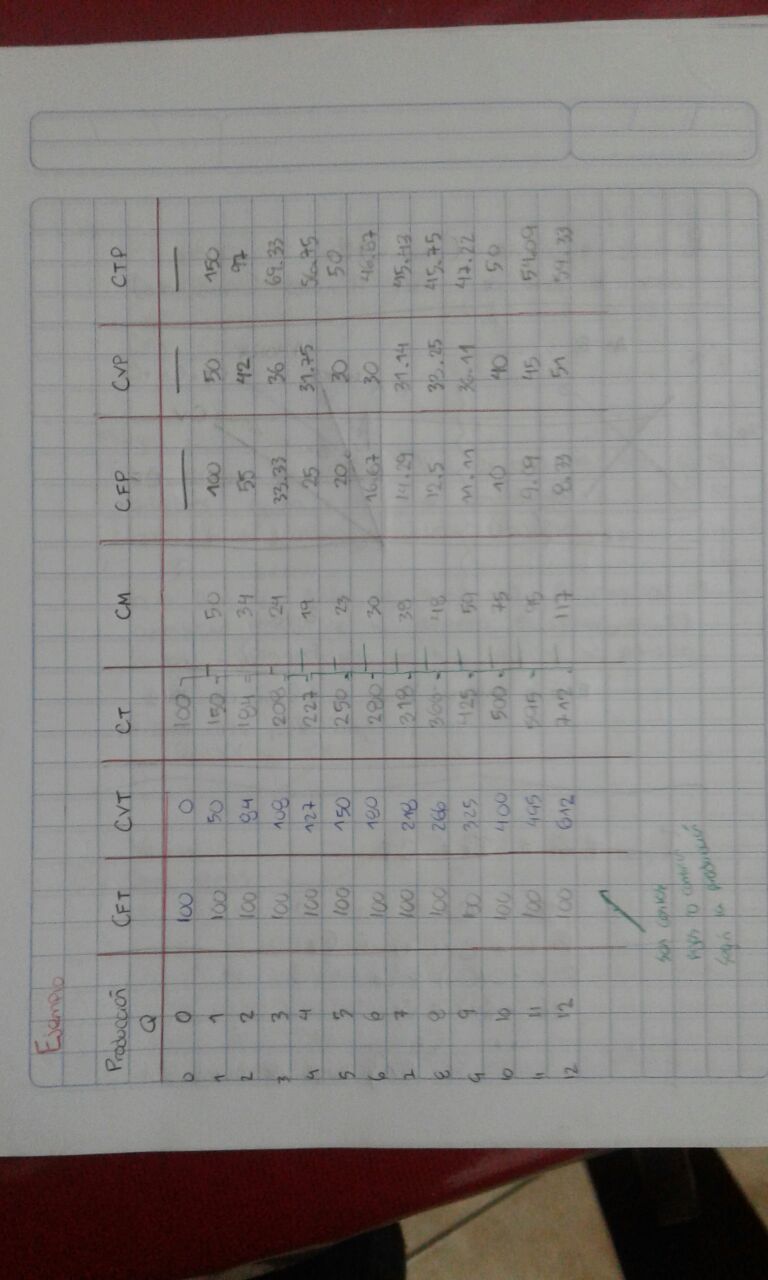 Ejemplo
Producción CFT CVT CT CM CFP CVP CTP
Q
0 0 100 0 100 — — —
1 1 100 50 150 50 100 50 150
2 2 100 84 184 34 55 42 97
3 3 100 108 208 24 33.33 36 69.33
4 4 100 127 227 19 25 31.75 56.75
5 5 100 150 250 23 20 30 50
6 6 100 180 280 30 16.67 30 46.67
7 7 100 218 318 38 14.29 31.14 45.43
8 8 100 266 366 48 12.5 33.25 45.75
9 9 100 325 425 59 11.11 36.11 47.22
10 10 100 400 500 75 10 40 50
11 11 100 495 595 95 9.09 45 54.09
12 12 100 612 712 117 8.33 51 59.33
Son
producción